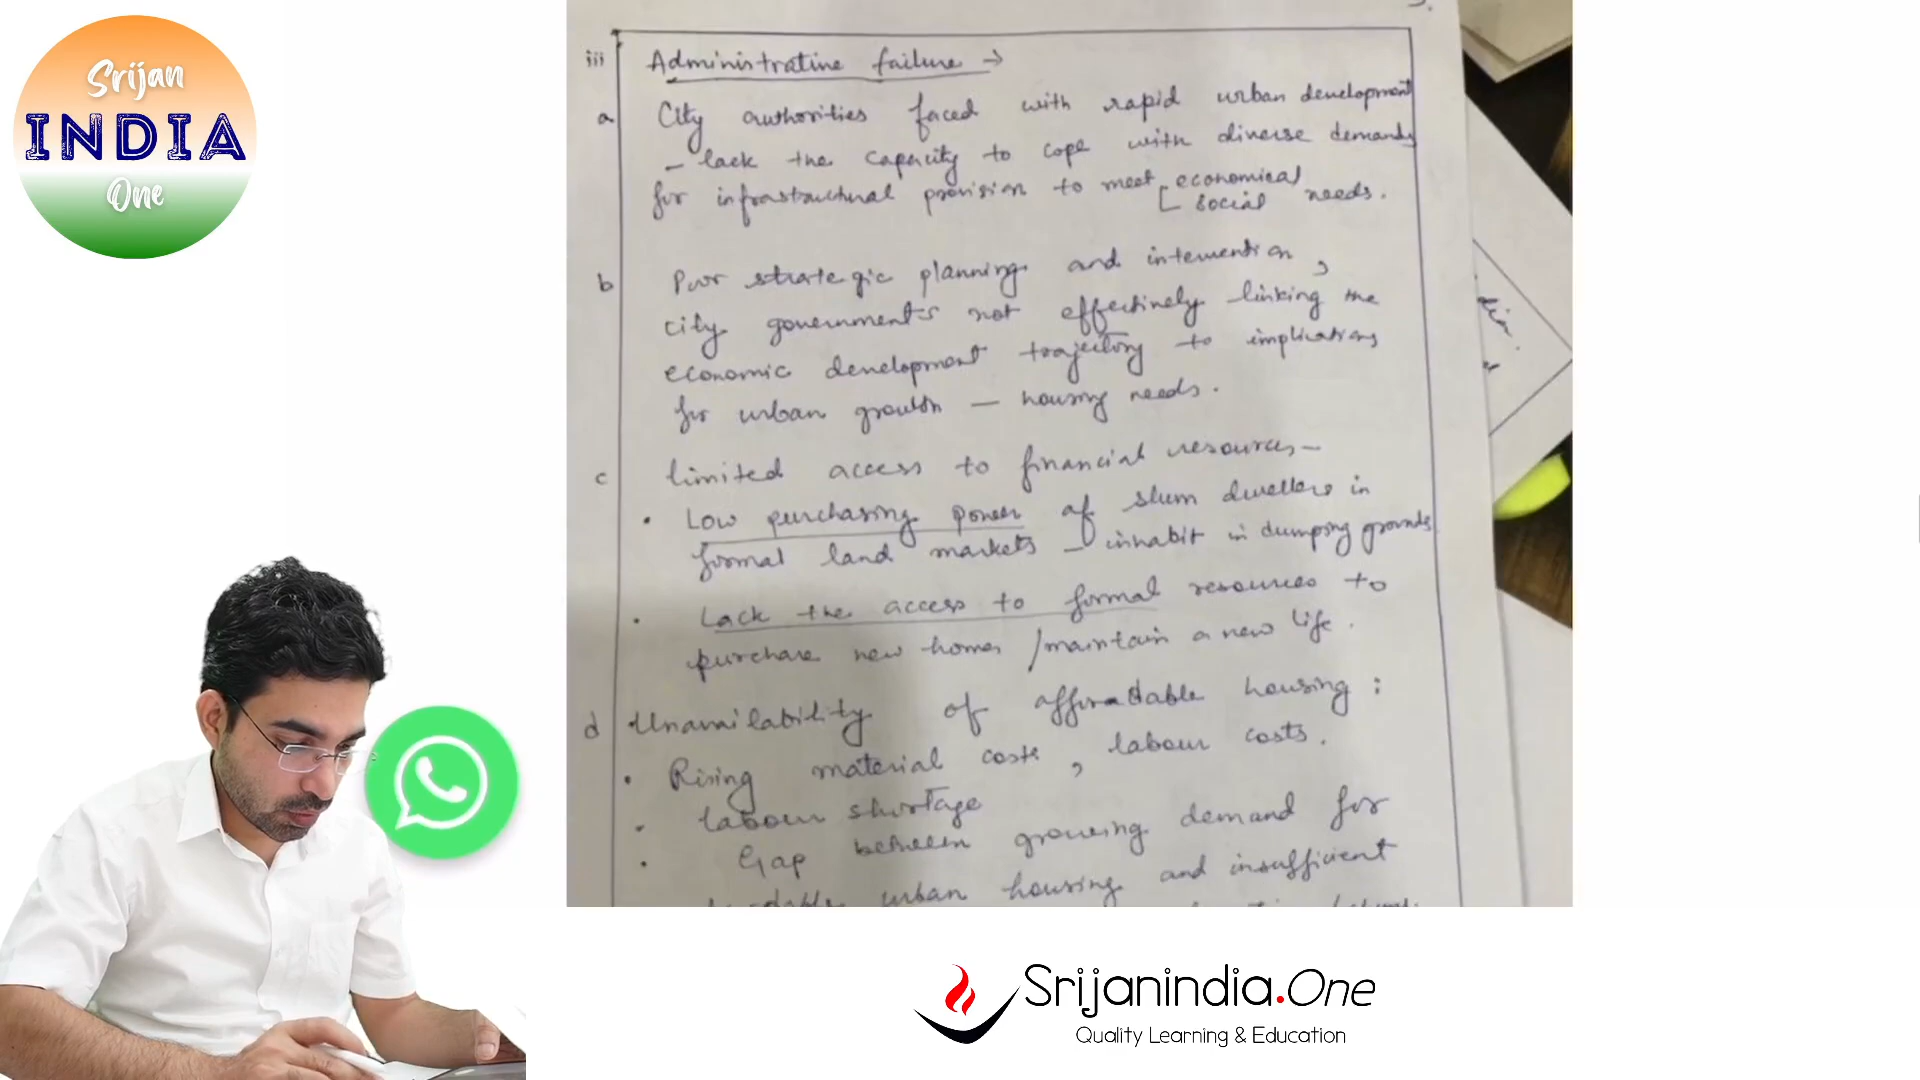 Srijan
INDIA
One
iii Administrative failure →
a City authorities faced with rapid urban development
- lack the capacity to cope with diverse demands
for infrastructural provision to meet economical
social needs.
b Poor strategic planning and intervention,
city governments not effectively linking the
economic development trajectory to implications
for urban growth - housing needs.
c limited access to financial resources-
• Low purchasing power of slum dwellers in
formal land markets - inhabit in dumping grounds
• Lack the access to formal resources to
purchase new homes /maintain a new life.
d Unavailability of affordable housing:
• Rising material costs, labour costs.
• labour shortage
• Gap between growing demand for
urban housing and insufficient
Srijanindia.One
Quality Learning & Education